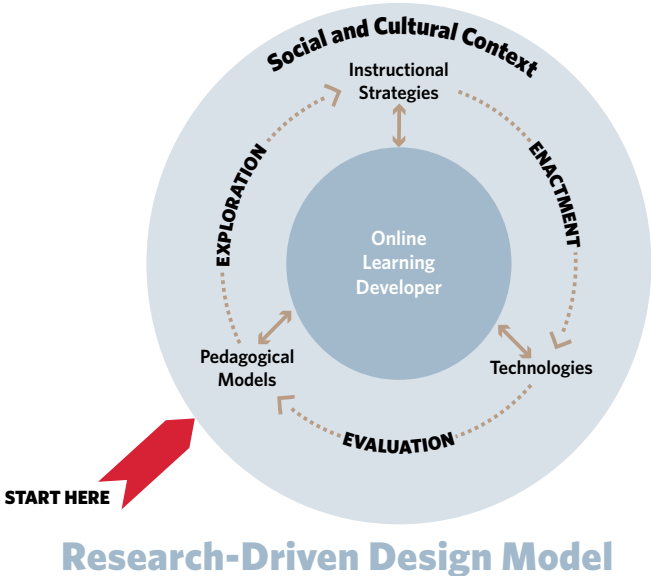 Social and Cultural Context
Instructional
Strategies
EXPLORATION
ENACTMENT
Online
Learning
Developer
Pedagogical
Models
Technologies
EVALUATION
START HERE
Research-Driven Design Model